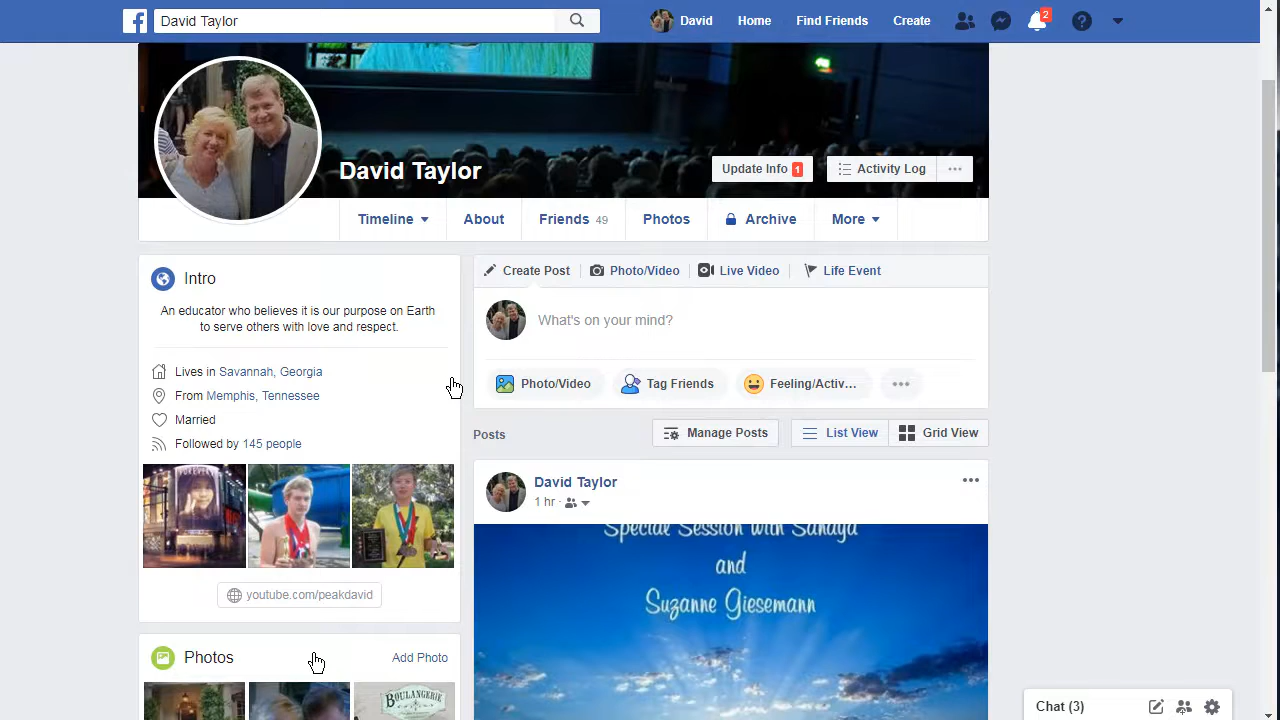 David Taylor
David
Home
Find Friends
Create
2
David Taylor
Update Info 1
Activity Log
Timeline
About
Friends 49
Photos
Archive
More
Intro
An educator who believes it is our purpose on Earth
to serve others with love and respect.
Lives in Savannah, Georgia
From Memphis, Tennessee
Married
Followed by 145 people
youtube.com/peakdavid
Photos
Add Photo
BOULANGERIE
Create Post
Photo/Video
Live Video
Life Event
What's on your mind?
Photo/Video
Tag Friends
Feeling/Activ...
Posts
Manage Posts
List View
Grid View
David Taylor
1 hr
Special Session with Sanaya
and
Suzanne Giesemann
Chat (3)